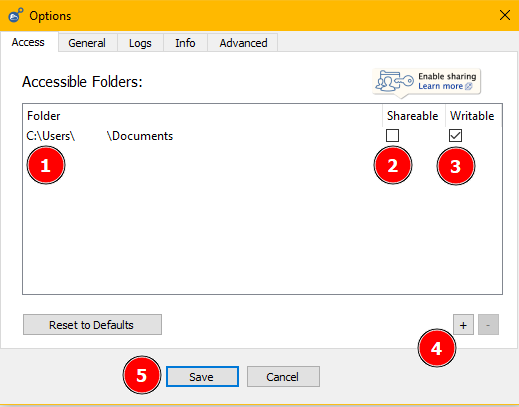 Options
Access General Logs Info Advanced
Accessible Folders:
Enable sharing
Learn more
Folder Shareable Writable
C:\Users\ \Documents
1 2 3
Reset to Defaults + -
4
5 Save Cancel